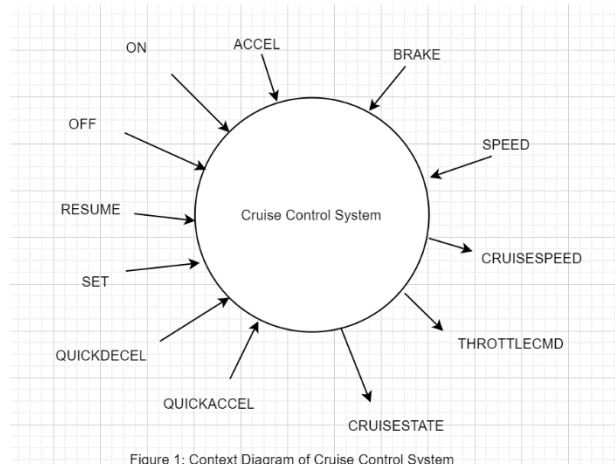 ON
ACCEL
BRAKE
OFF
SPEED
RESUME
Cruise Control System
CRUISESPEED
SET
THROTTLECMD
QUICKDECEL
QUICKACCEL
CRUISESTATE
Figure 1: Context Diagram of Cruise Control System